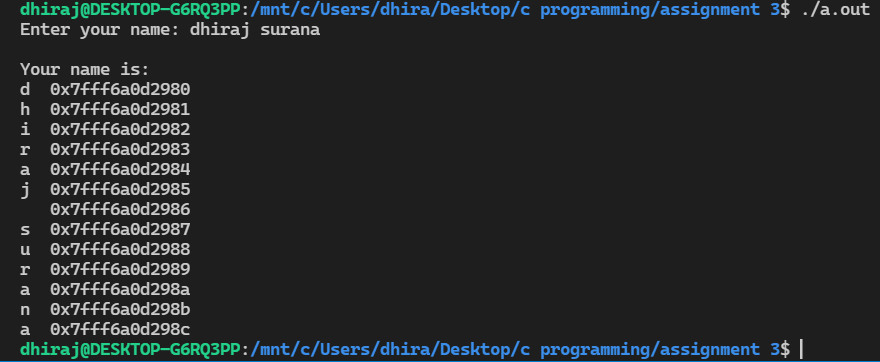 dhiraj@DESKTOP-G6RQ3PP:/mnt/c/Users/dhira/Desktop/c programming/assignment 3$ ./a.out
Enter your name: dhiraj surana

Your name is:
d  0x7fff6a0d2980
h  0x7fff6a0d2981
i  0x7fff6a0d2982
r  0x7fff6a0d2983
a  0x7fff6a0d2984
j  0x7fff6a0d2985
   0x7fff6a0d2986
s  0x7fff6a0d2987
u  0x7fff6a0d2988
r  0x7fff6a0d2989
a  0x7fff6a0d298a
n  0x7fff6a0d298b
a  0x7fff6a0d298c
dhiraj@DESKTOP-G6RQ3PP:/mnt/c/Users/dhira/Desktop/c programming/assignment 3$